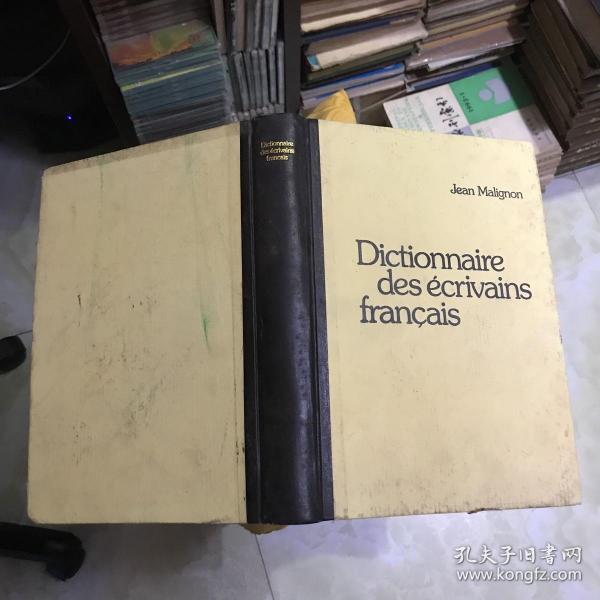 Dictionnaire
des écrivains
français
Jean Malignon
Dictionnaire
des écrivains
français
孔夫子旧书网
www.kongfz.com